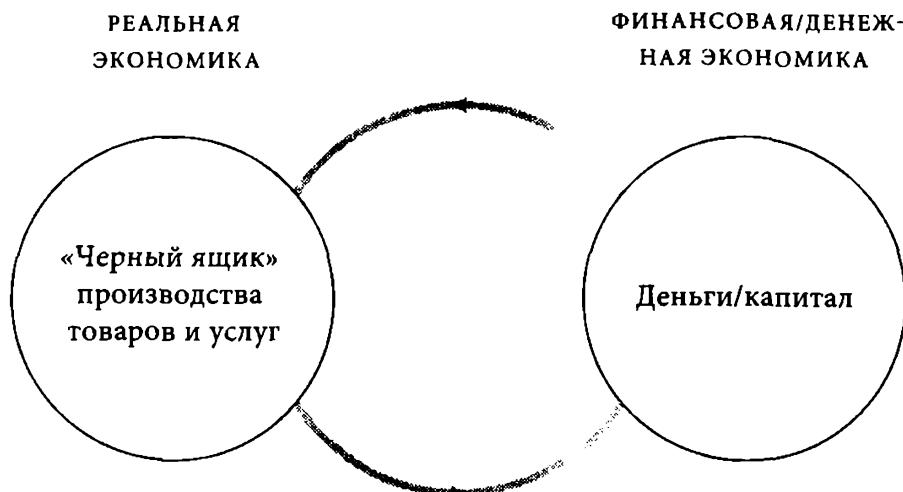 РЕАЛЬНАЯ
ЭКОНОМИКА
ФИНАНСОВАЯ/ДЕНЕЖ-
НАЯ ЭКОНОМИКА
«Черный ящик»
производства
товаров и услуг
Деньги/капитал